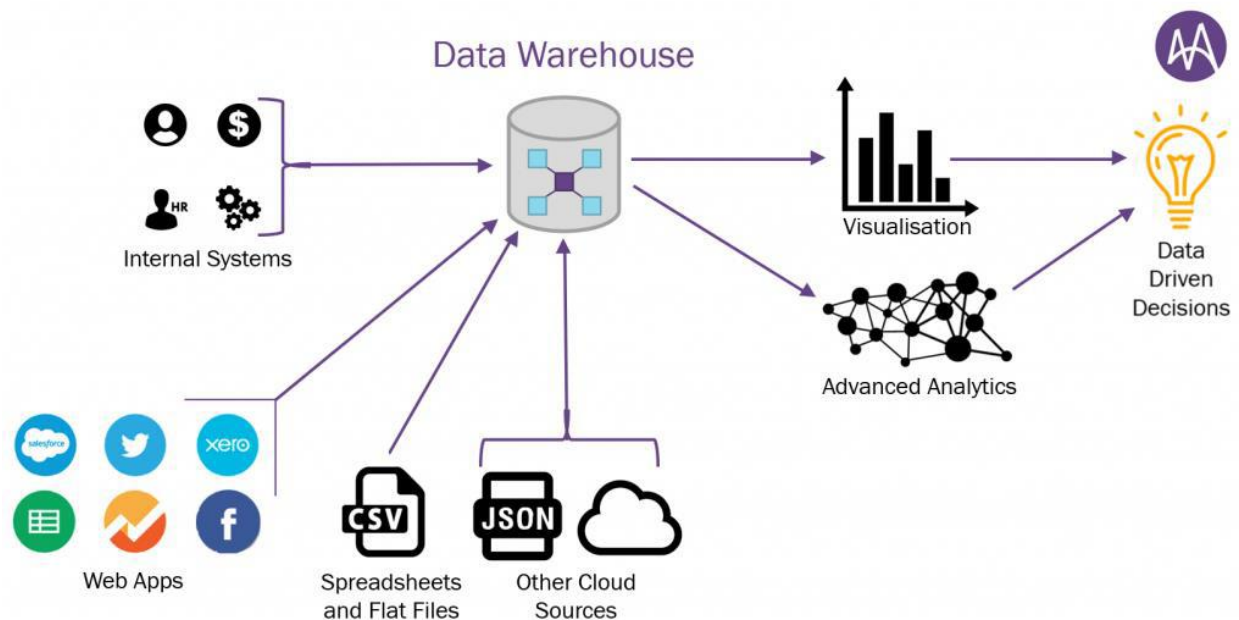 Data Warehouse
$
HR
Internal Systems
Visualisation
Data
Driven
Decisions
Advanced Analytics
salesforce
xero
f
Web Apps
CSV
Spreadsheets
and Flat Files
JSON
Other Cloud
Sources